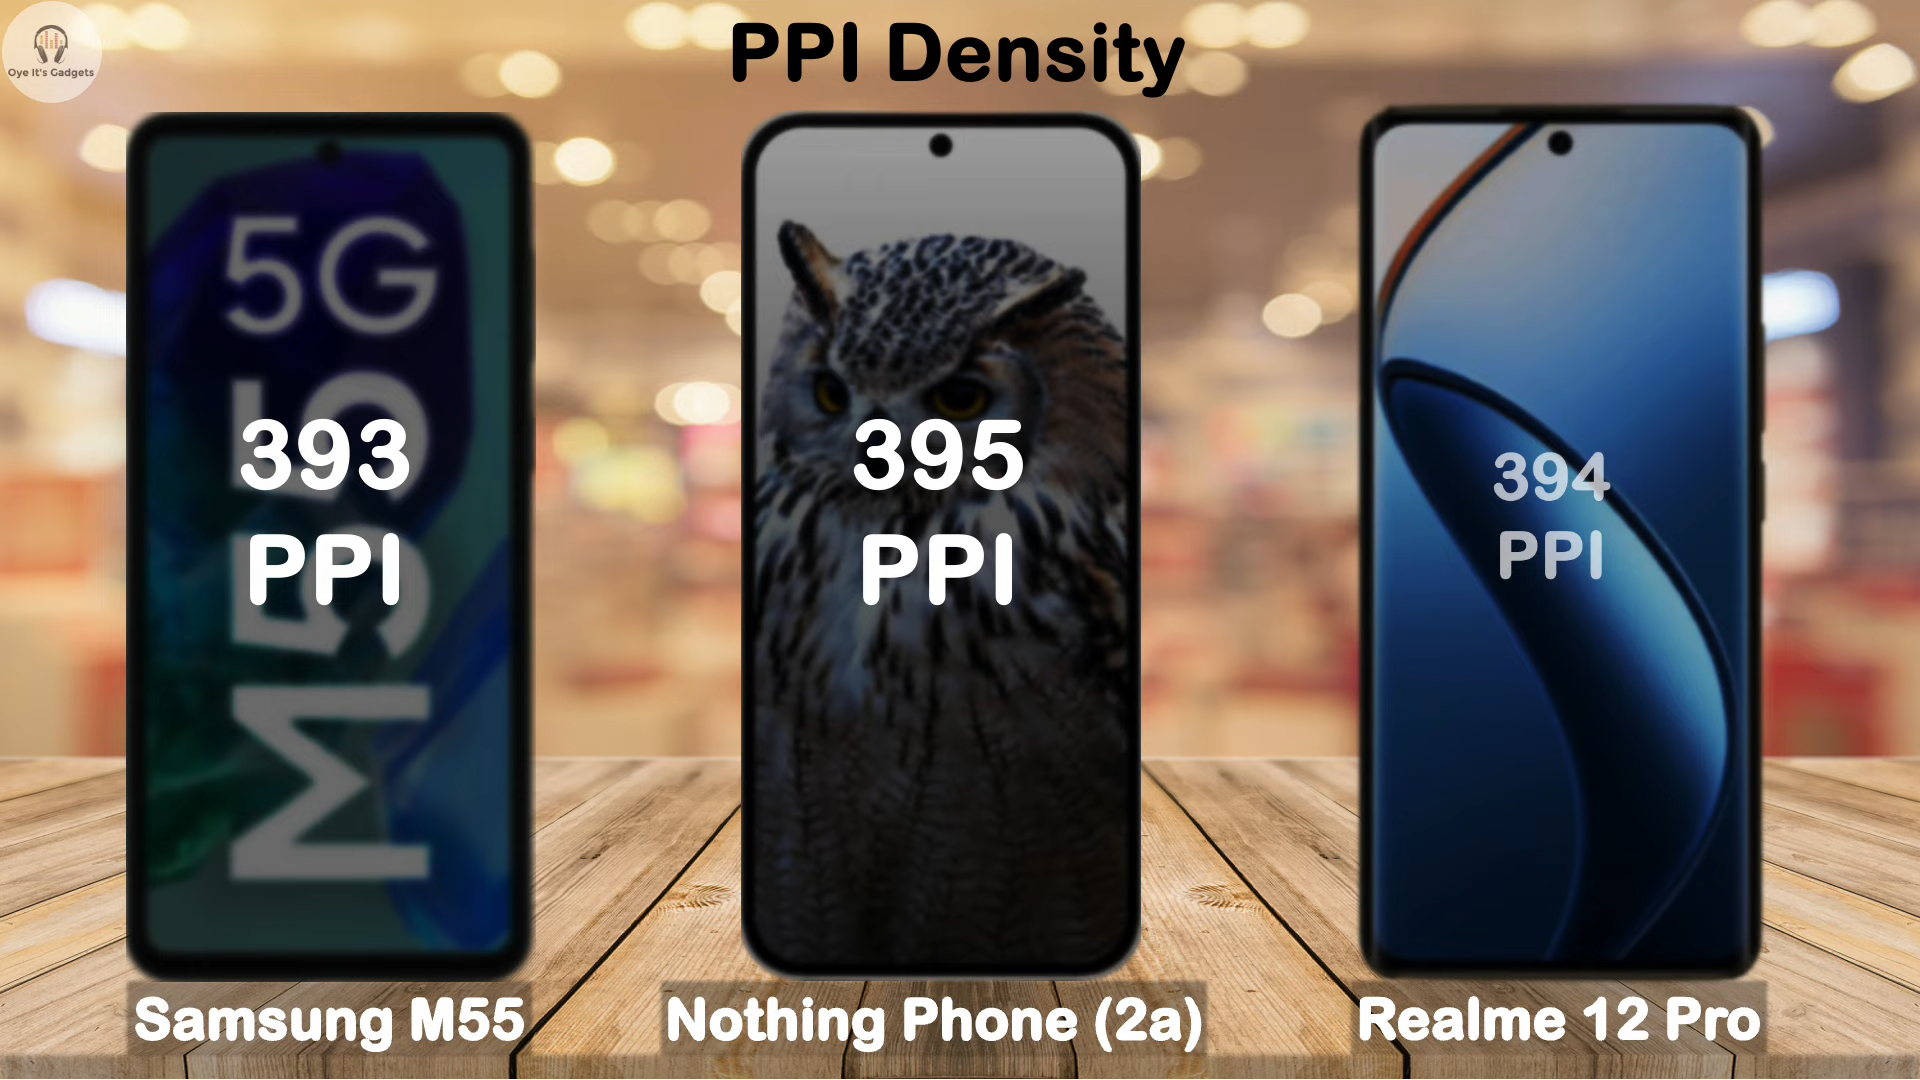 Oye It's Gadgets
PPI Density
5G
M55
393
PPI
395
PPI
394
PPI
Samsung M55
Nothing Phone (2a)
Realme 12 Pro